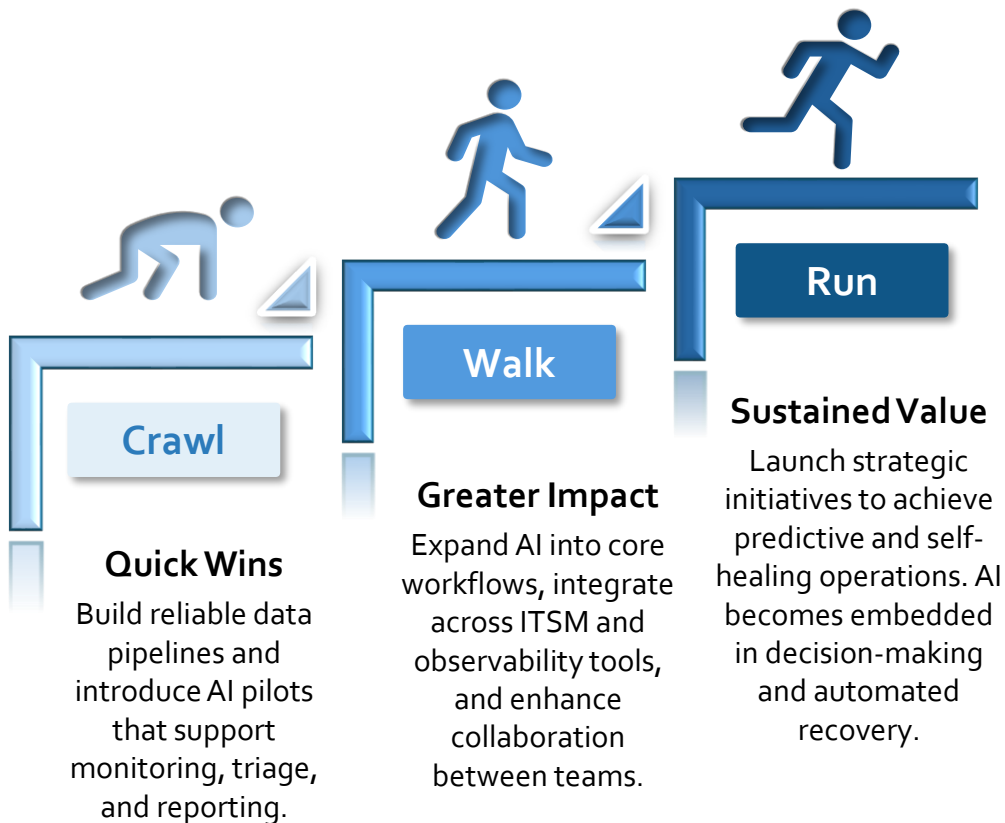 Crawl
Quick Wins
Build reliable data
pipelines and
introduce AI pilots
that support
monitoring, triage,
and reporting.
Walk
Greater Impact
Expand AI into core
workflows, integrate
across ITSM and
observability tools,
and enhance
collaboration
between teams.
Run
Sustained Value
Launch strategic
initiatives to achieve
predictive and self-
healing operations. AI
becomes embedded
in decision-making
and automated
recovery.